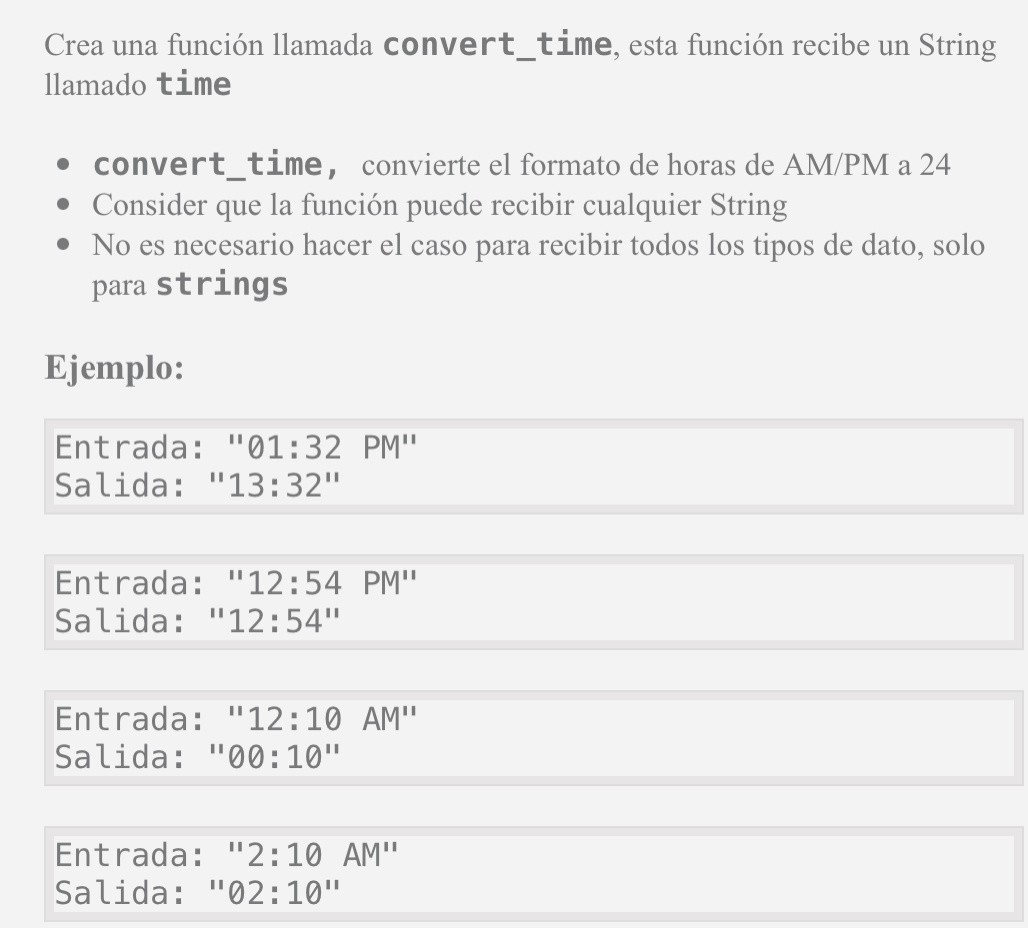 Crea una función llamada convert_time, esta función recibe un String
llamado time
• convert_time, convierte el formato de horas de AM/PM a 24
• Consider que la función puede recibir cualquier String
• No es necesario hacer el caso para recibir todos los tipos de dato, solo
para strings
Ejemplo:
Entrada: "01:32 PM"
Salida: "13:32"
Entrada: "12:54 PM"
Salida: "12:54"
Entrada: "12:10 AM"
Salida: "00:10"
Entrada: "2:10 AM"
Salida: "02:10"